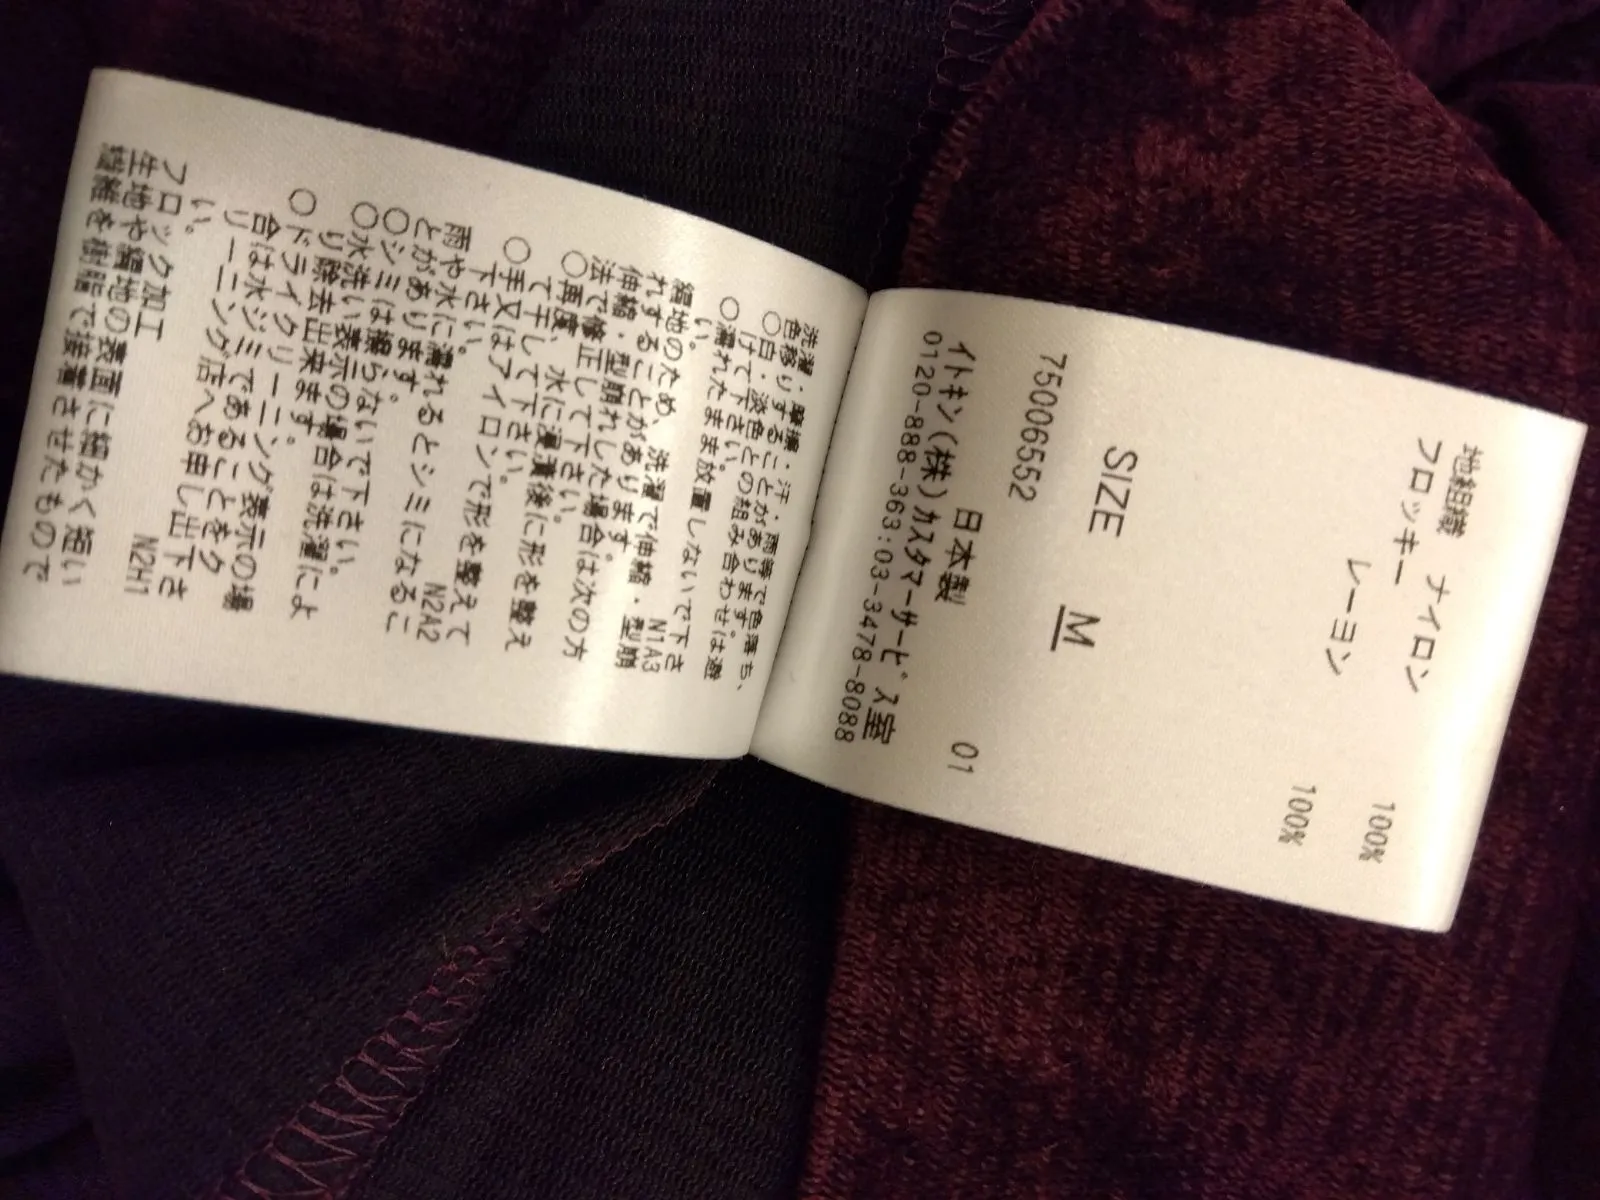 地組織 ナイロン 100%
フロッキー レーヨン 100%
SIZE M
75006552
日本製 01
イトキン(株)カスタマーサービス室
0120-888-363:03-3478-8088
洗濯・摩擦・汗・雨等で色落ち、
色移りすることがあります。
○白・淡色との組み合わせは避
けて下さい。
○濡れたまま放置しないで下さ
い。 N1A3
編地のため、洗濯で伸縮・型崩
れすることがあります。
伸縮・型崩れした場合は次の方
法で修正して下さい。
○再度、水に浸漬後に形を整え
て干して下さい。
○手又はアイロンで形を整えて
下さい。 N2A2
雨や水に濡れるとシミになるこ
とがあります。
○シミは擦らないで下さい。
○水洗い表示の場合は洗濯によ
り除去出来ます。
○ドライクリーニング表示の場
合は水ジミであることをク
リーニング店へお申し出下さ
い。 N2H1
フロック加工
生地や編地の表面に細かく短い
繊維を樹脂で接着させたもので